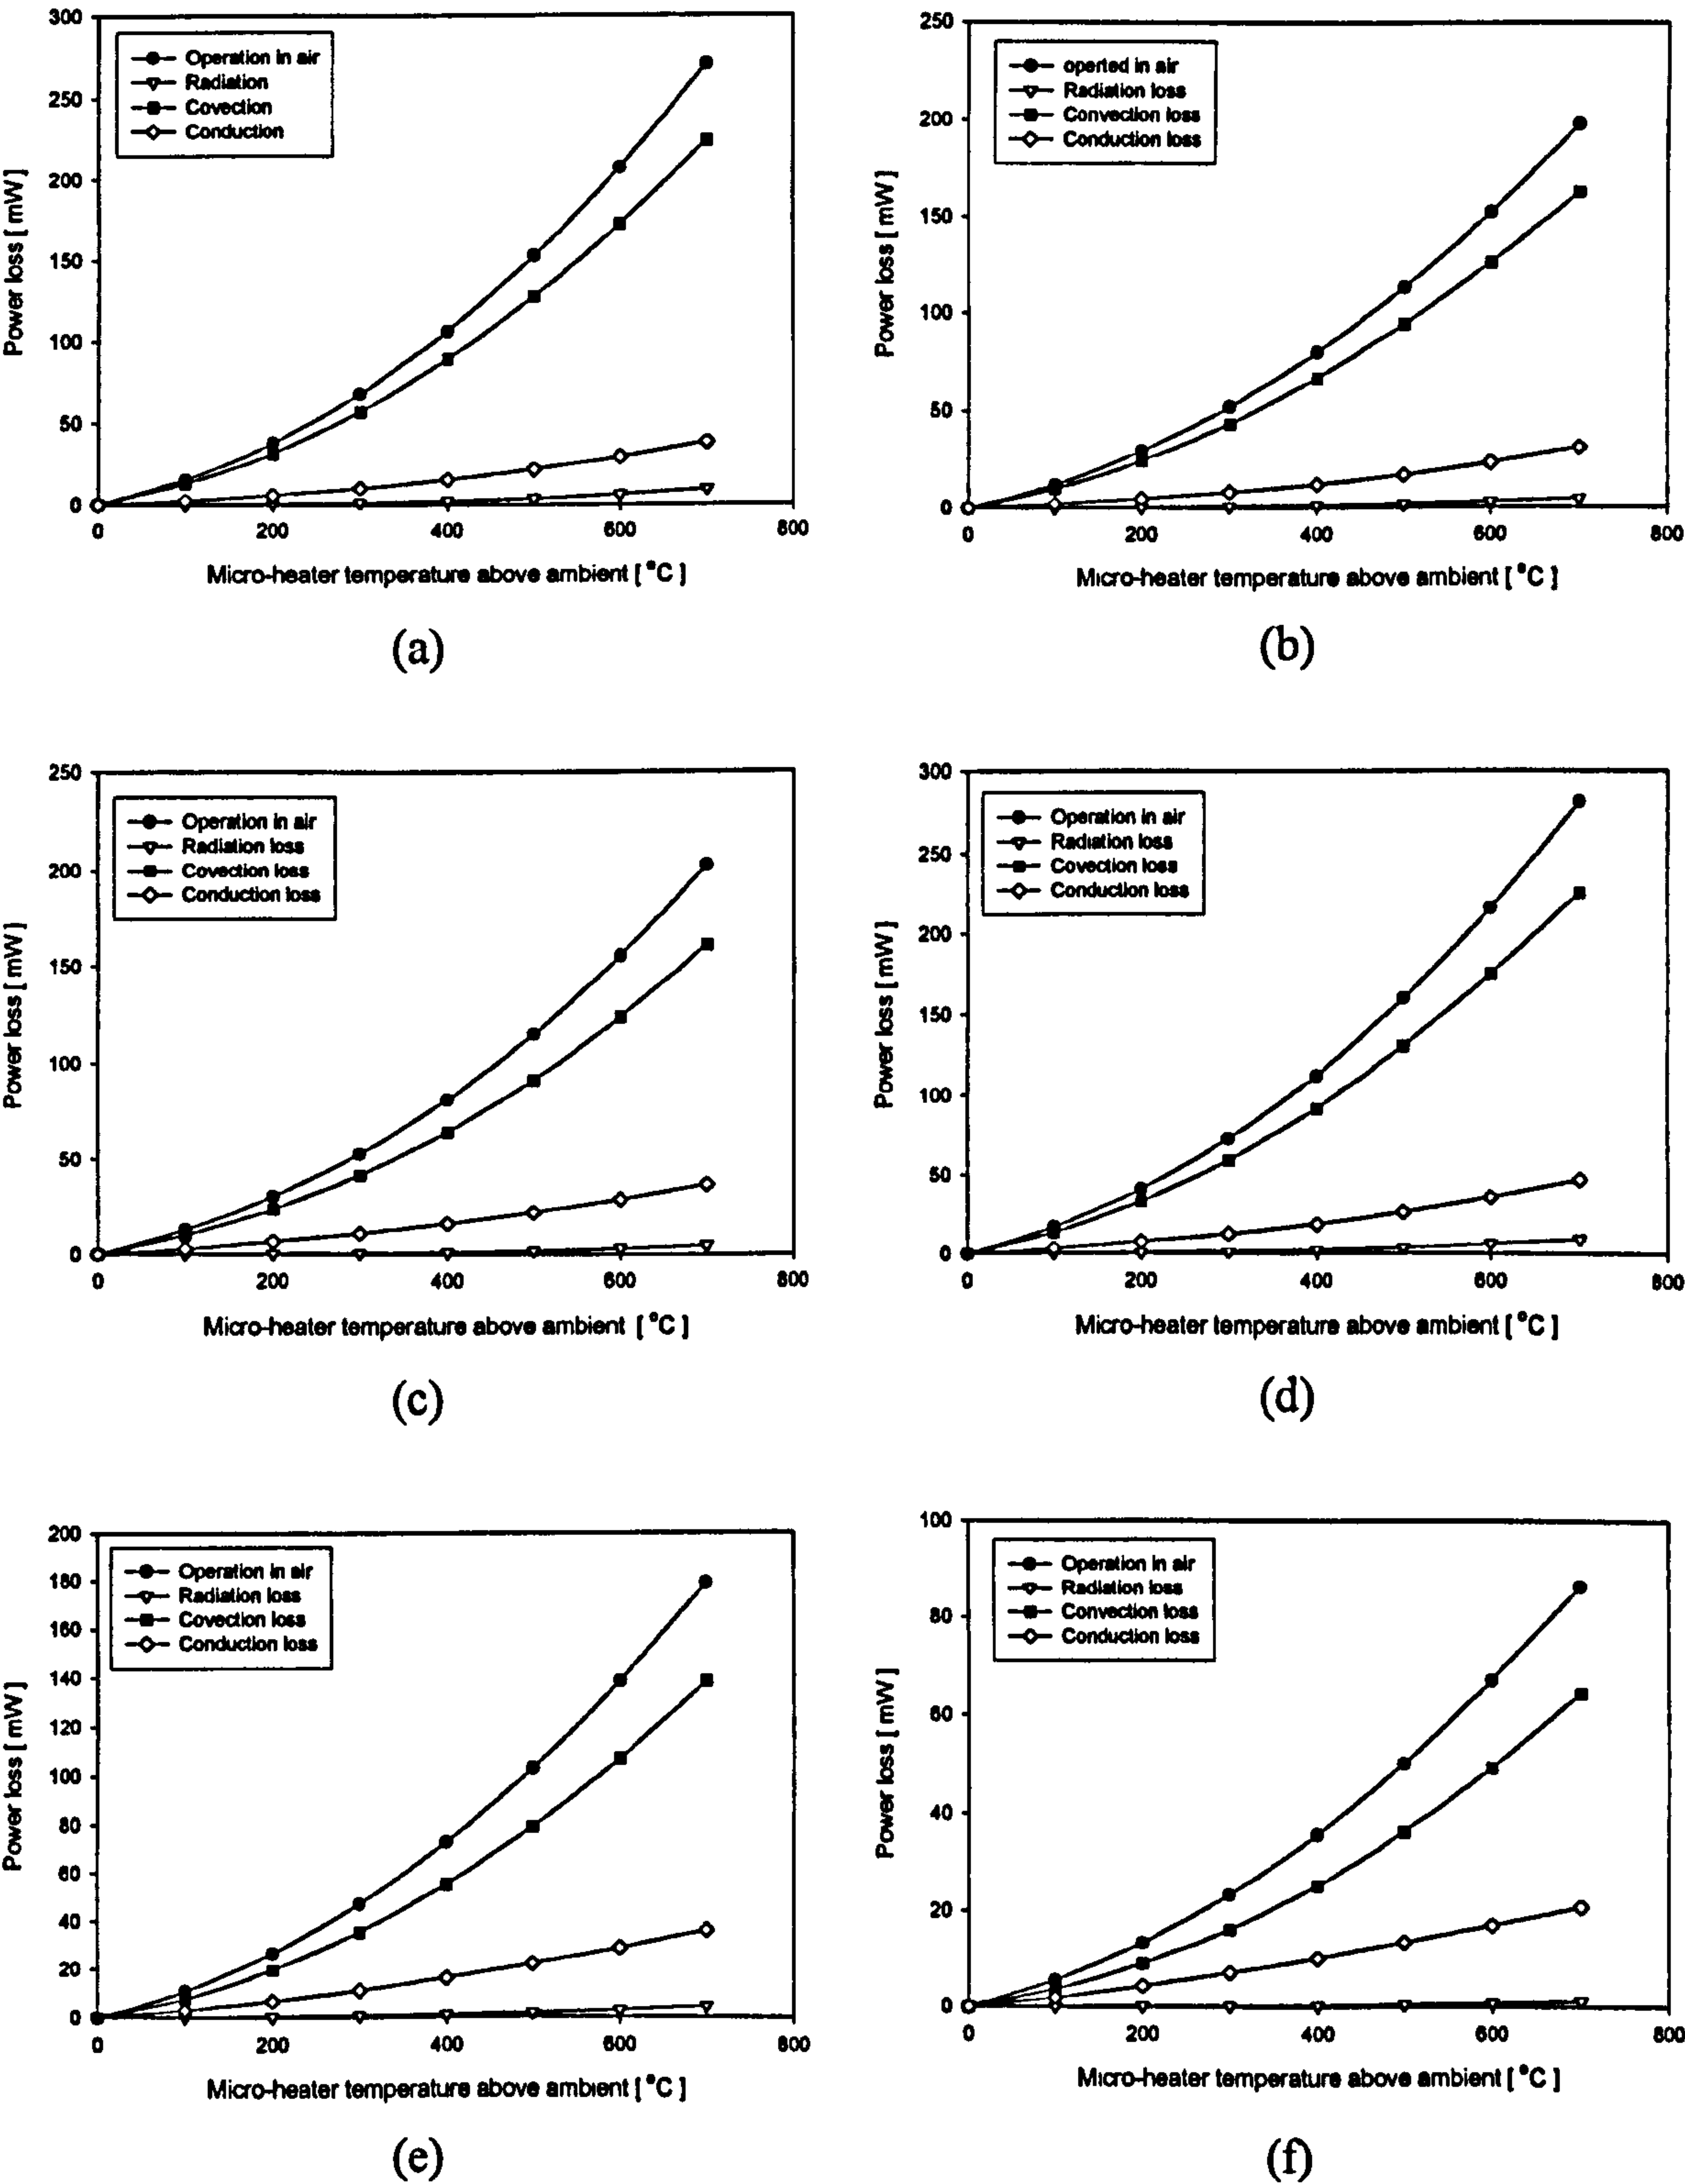 300
250
200
150
100
50
0
Operation in air
Radiation
Covection
Conduction
Power loss [ mW]
0 200 400 600 800
Micro-heater temperature above ambient [ °C ]
(a)
250
200
150
100
50
0
operted in air
Radiation loss
Convection loss
Conduction loss
Power loss [ mW]
0 200 400 600 800
Micro-heater temperature above ambient [ °C ]
(b)
250
200
150
100
50
0
Operation in air
Radiation loss
Covection loss
Conduction loss
Power loss [ mW]
0 200 400 600 800
Micro-heater temperature above ambient [ °C ]
(c)
300
250
200
150
100
50
0
Operation in air
Radiation loss
Covection loss
Conduction loss
Power loss [ mW]
0 200 400 600 800
Micro-heater temperature above ambient [ °C ]
(d)
200
180
160
140
120
100
80
60
40
20
0
Operation in air
Radiation loss
Covection loss
Conduction loss
Power loss [ mW]
0 200 400 600 800
Micro-heater temperature above ambient [ °C ]
(e)
100
80
60
40
20
0
Operation in air
Radiation loss
Convection loss
Conduction loss
Power loss [ mW]
0 200 400 600 800
Micro-heater temperature above ambient [ °C ]
(f)